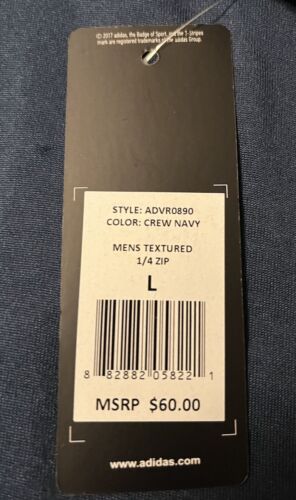 © 2017 adidas, the Badge of Sport, and the 3-Stripes
mark are registered trademarks of the adidas Group.
STYLE: ADVR0890
COLOR: CREW NAVY
MENS TEXTURED
1/4 ZIP
L
8 82882 05822 1
MSRP $60.00
www.adidas.com